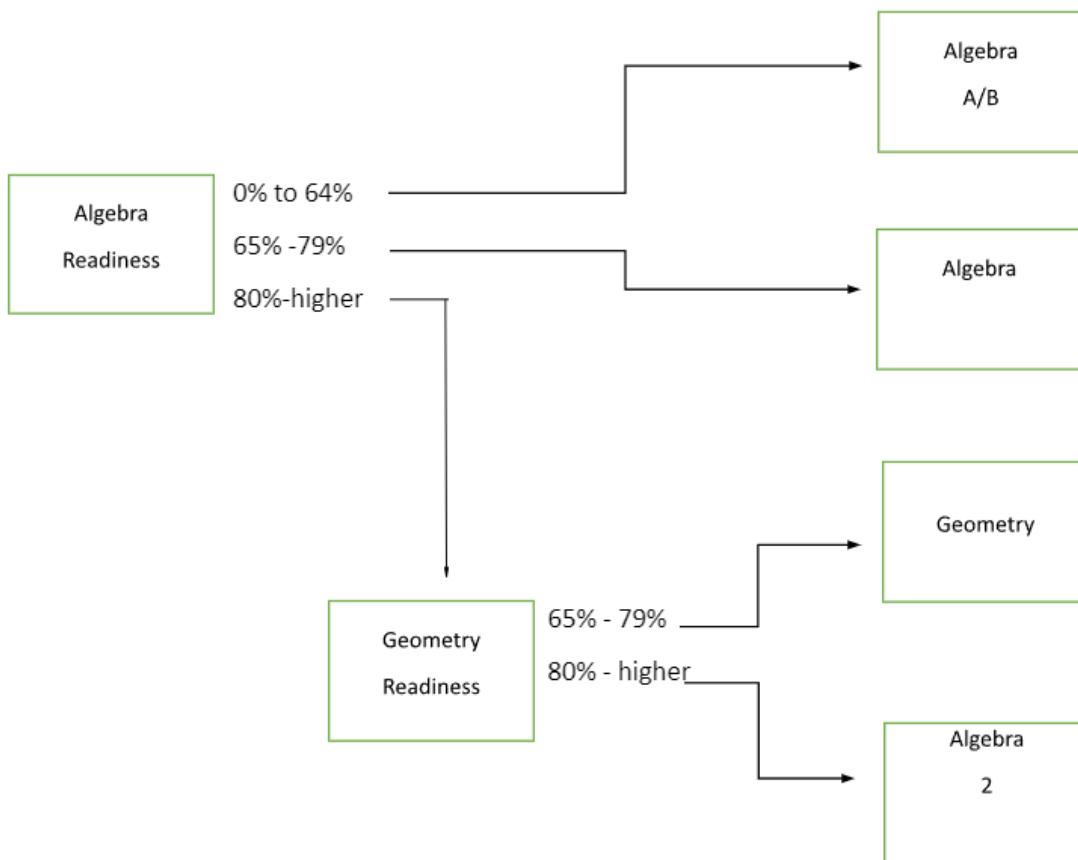 Algebra
A/B
Algebra
Readiness
0% to 64%
65% -79%
80%-higher
Algebra
Geometry
Geometry
Readiness
65% - 79%
80% - higher
Algebra
2